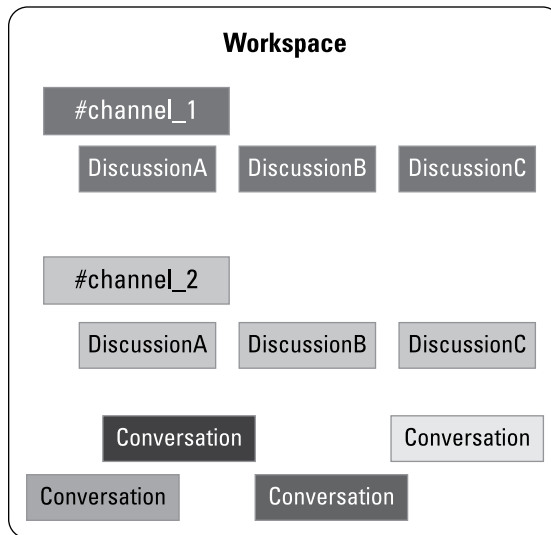 Workspace
#channel_1
DiscussionA DiscussionB DiscussionC
#channel_2
DiscussionA DiscussionB DiscussionC
Conversation Conversation
Conversation Conversation